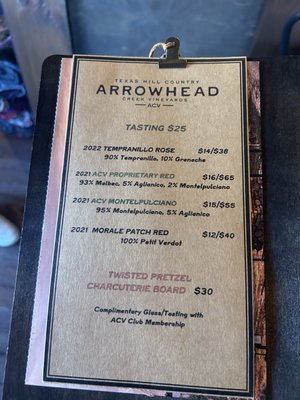 TEXAS HILL COUNTRY
ARROWHEAD
CREEK VINEYARDS
— ACV —
TASTING $25
2022 TEMPRANILLO ROSE $14/$38
90% Tempranillo, 10% Grenache
2021 ACV PROPRIETARY RED $16/$65
93% Malbec, 5% Aglianico, 2% Montelpulciano
2021 ACV MONTELPULCIANO $15/$55
95% Montelpulciano, 5% Aglianico
2021 MORALE PATCH RED $12/$40
100% Petit Verdot
TWISTED PRETZEL
CHARCUTERIE BOARD $30
Complimentary Glass/Tasting with
ACV Club Membership